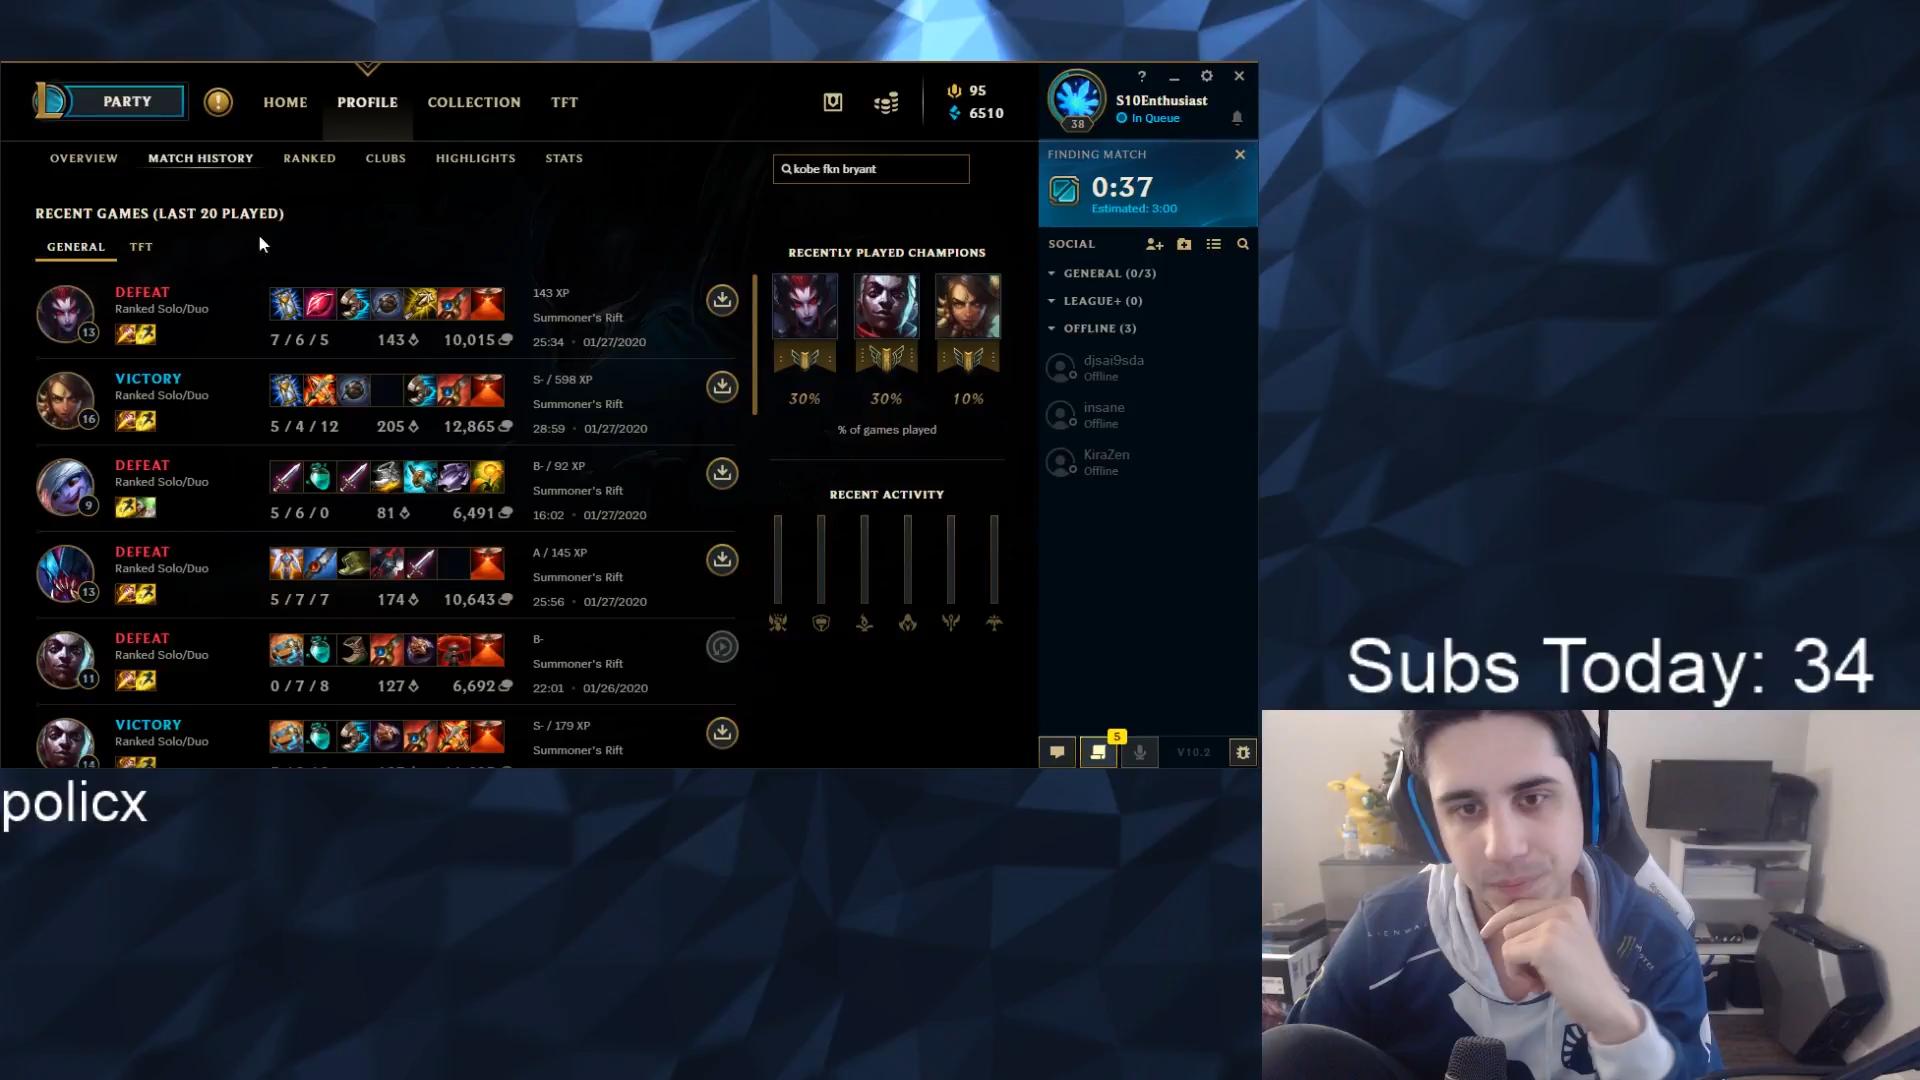 PARTY
HOME
PROFILE
COLLECTION
TFT
95
6510
S10Enthusiast
38
In Queue
OVERVIEW
MATCH HISTORY
RANKED
CLUBS
HIGHLIGHTS
STATS
kobe fkn bryant
FINDING MATCH
0:37
Estimated: 3:00
RECENT GAMES (LAST 20 PLAYED)
GENERAL
TFT
DEFEAT
Ranked Solo/Duo
13
7 / 6 / 5
143
10,015
143 XP
Summoner's Rift
25:34 • 01/27/2020
VICTORY
Ranked Solo/Duo
16
5 / 4 / 12
205
12,865
S- / 598 XP
Summoner's Rift
28:59 • 01/27/2020
DEFEAT
Ranked Solo/Duo
9
5 / 6 / 0
81
6,491
B- / 92 XP
Summoner's Rift
16:02 • 01/27/2020
DEFEAT
Ranked Solo/Duo
13
5 / 7 / 7
174
10,643
A / 145 XP
Summoner's Rift
25:56 • 01/27/2020
DEFEAT
Ranked Solo/Duo
11
0 / 7 / 8
127
6,692
B-
Summoner's Rift
22:01 • 01/26/2020
VICTORY
Ranked Solo/Duo
14
S- / 179 XP
Summoner's Rift
RECENTLY PLAYED CHAMPIONS
30%
30%
10%
% of games played
RECENT ACTIVITY
SOCIAL
GENERAL (0/3)
LEAGUE+ (0)
OFFLINE (3)
djsai9sda
Offline
insane
Offline
KiraZen
Offline
5
V10.2
Subs Today: 34
policx